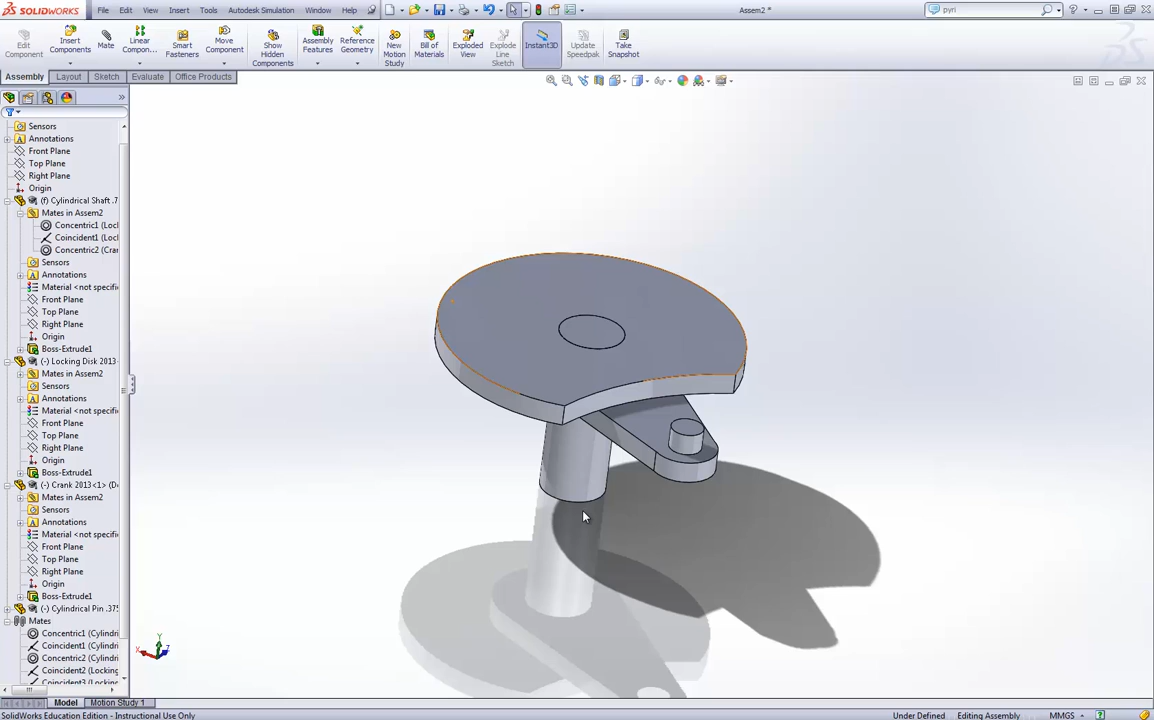 SOLIDWORKS File Edit View Insert Tools Autodesk Simulation Window Help Assem2 * pyri
Edit Component
Insert Components
Mate
Linear Compon...
Smart Fasteners
Move Component
Show Hidden Components
Assembly Features
Reference Geometry
New Motion Study
Bill of Materials
Exploded View
Explode Line Sketch
Instant3D
Update Speedpak
Take Snapshot
Assembly Layout Sketch Evaluate Office Products
Sensors
Annotations
Front Plane
Top Plane
Right Plane
Origin
(f) Cylindrical Shaft .7
Mates in Assem2
Concentric1 (Loc
Coincident1 (Loc
Concentric2 (Cra
Sensors
Annotations
Material <not specifi
Front Plane
Top Plane
Right Plane
Origin
Boss-Extrude1
(-) Locking Disk 2013
Mates in Assem2
Sensors
Annotations
Material <not specifi
Front Plane
Top Plane
Right Plane
Origin
Boss-Extrude1
(-) Crank 2013<1> (De
Mates in Assem2
Sensors
Annotations
Material <not specifi
Front Plane
Top Plane
Right Plane
Origin
Boss-Extrude1
(-) Cylindrical Pin .375
Mates
Concentric1 (Cylindri
Coincident1 (Cylindri
Concentric2 (Cylindri
Coincident2 (Locking
Coincident3 (Locking
Y
X
Z
Model Motion Study 1
SolidWorks Education Edition - Instructional Use Only Under Defined Editing Assembly MMGS